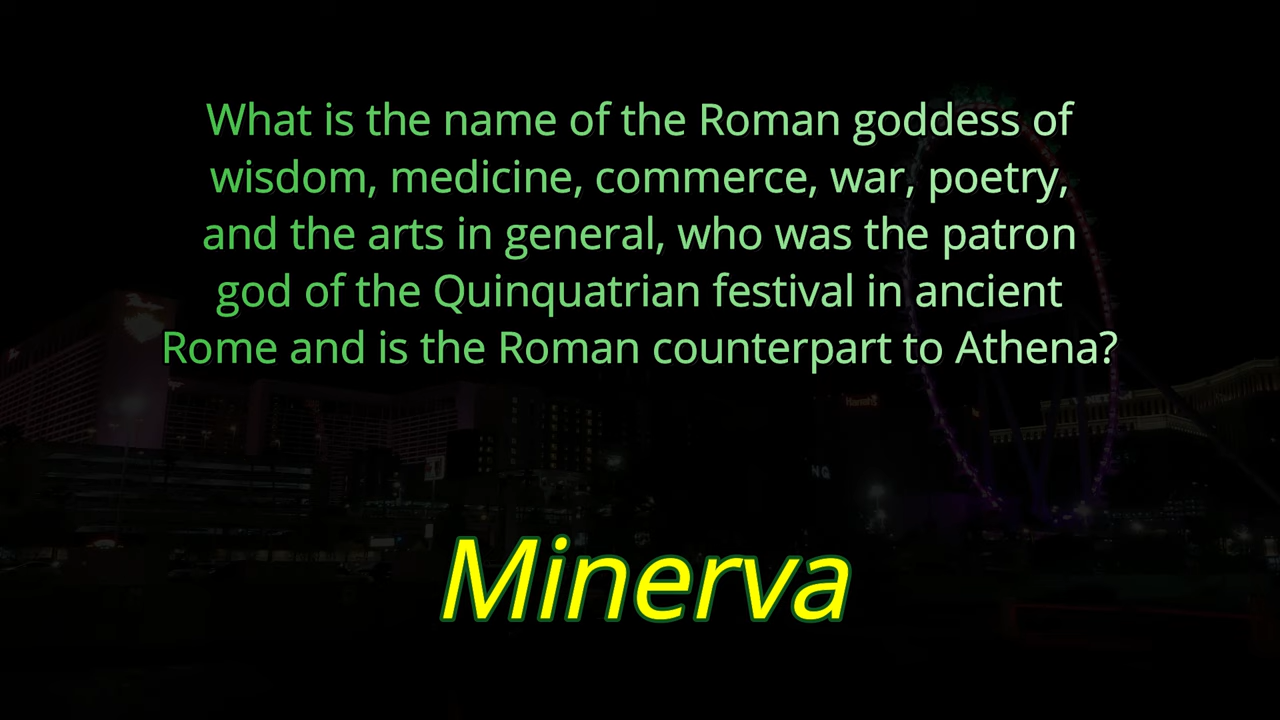 What is the name of the Roman goddess of
wisdom, medicine, commerce, war, poetry,
and the arts in general, who was the patron
god of the Quinquatrian festival in ancient
Rome and is the Roman counterpart to Athena?
Harrah's
HQ
Minerva